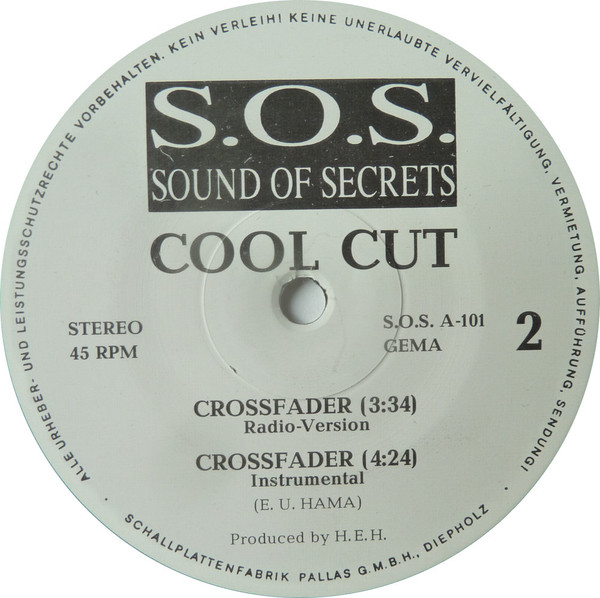 ALLE URHEBER- UND LEISTUNGSSCHUTZRECHTE VORBEHALTEN. KEIN VERLEIH! KEINE UNERLAUBTE VERVIELFÄLTIGUNG, VERMIETUNG, AUFFÜHRUNG, SENDUNG!
S.O.S.
SOUND OF SECRETS
COOL CUT
STEREO
45 RPM
S.O.S. A-101
GEMA
2
CROSSFADER (3:34)
Radio-Version
CROSSFADER (4:24)
Instrumental
(E. U. HAMA)
Produced by H.E.H.
· SCHALLPLATTENFABRIK PALLAS G.M.B.H., DIEPHOLZ ·